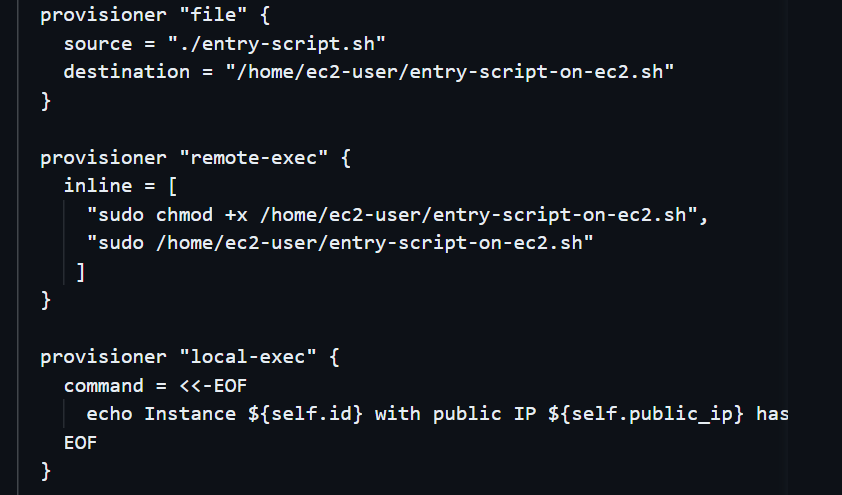 provisioner "file" {
source = "./entry-script.sh"
destination = "/home/ec2-user/entry-script-on-ec2.sh"
}
provisioner "remote-exec" {
inline = [
"sudo chmod +x /home/ec2-user/entry-script-on-ec2.sh",
"sudo /home/ec2-user/entry-script-on-ec2.sh"
]
}
provisioner "local-exec" {
command = <<-EOF
echo Instance ${self.id} with public IP ${self.public_ip} has
EOF
}